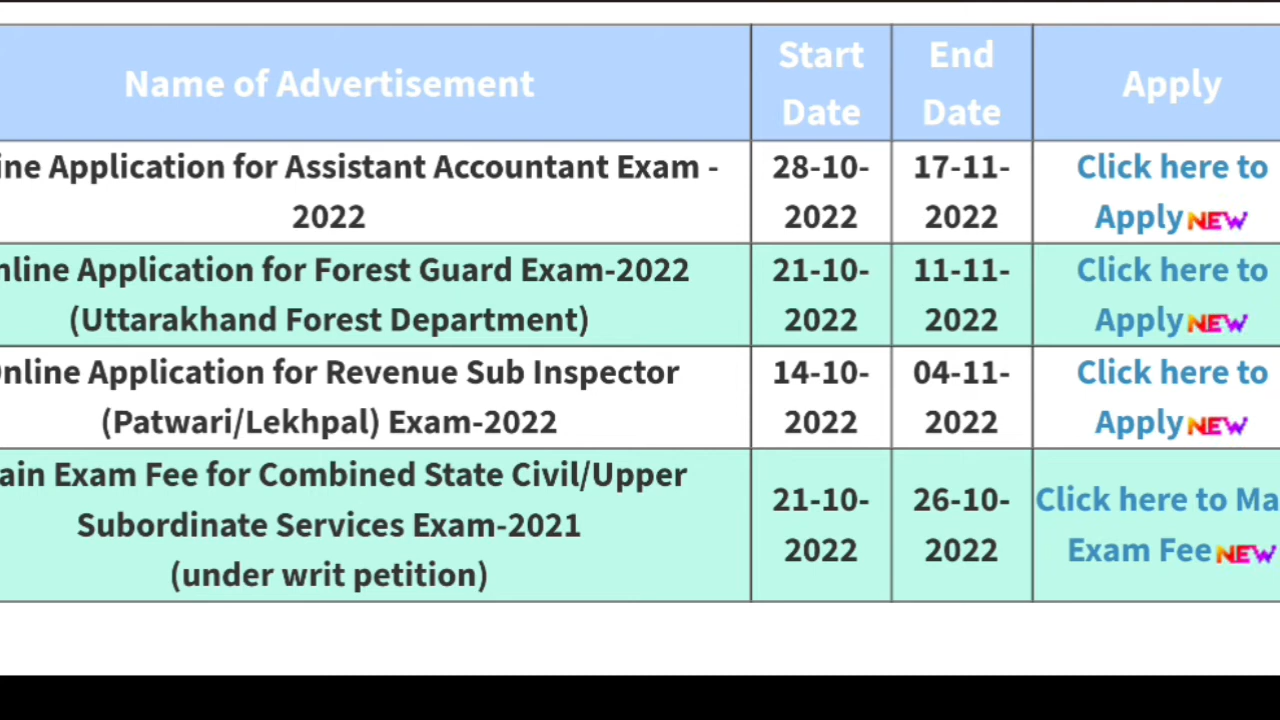 Name of Advertisement
Start
Date
End
Date
Apply
ine Application for Assistant Accountant Exam -
2022
28-10-
2022
17-11-
2022
Click here to
Apply NEW
nline Application for Forest Guard Exam-2022
(Uttarakhand Forest Department)
21-10-
2022
11-11-
2022
Click here to
Apply NEW
nline Application for Revenue Sub Inspector
(Patwari/Lekhpal) Exam-2022
14-10-
2022
04-11-
2022
Click here to
Apply NEW
ain Exam Fee for Combined State Civil/Upper
Subordinate Services Exam-2021
(under writ petition)
21-10-
2022
26-10-
2022
Click here to Ma
Exam Fee NEW